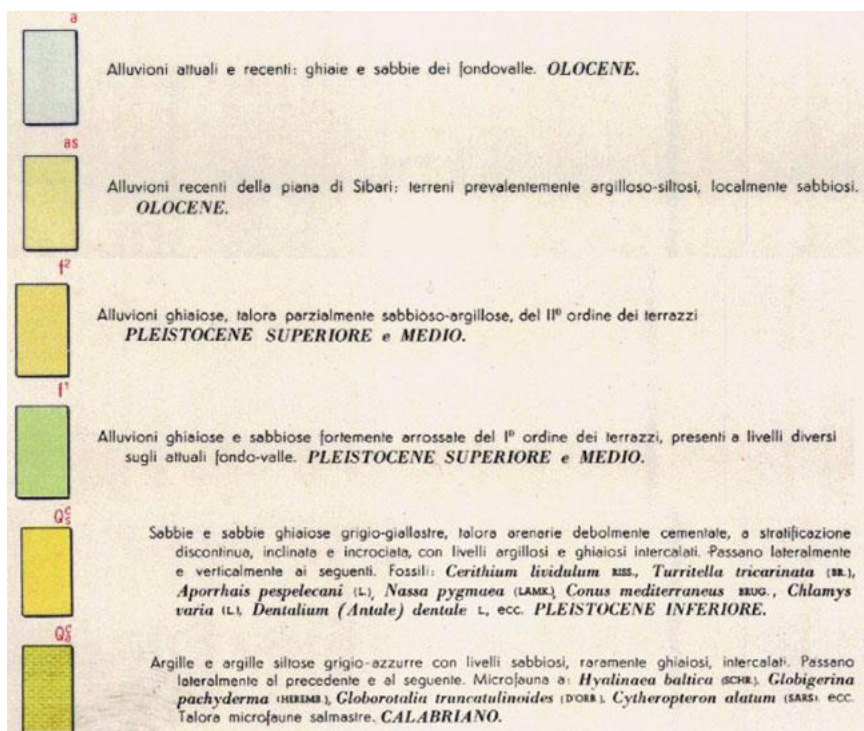 a
Alluvioni attuali e recenti: ghiaie e sabbie dei fondovalle. OLOCENE.
as
Alluvioni recenti della piana di Sibari: terreni prevalentemente argilloso-siltosi, localmente sabbiosi.
OLOCENE.
f²
Alluvioni ghiaiose, talora parzialmente sabbioso-argillose, del IIº ordine dei terrazzi
PLEISTOCENE SUPERIORE e MEDIO.
f¹
Alluvioni ghiaiose e sabbiose fortemente arrossate del Iº ordine dei terrazzi, presenti a livelli diversi
sugli attuali fondo-valle. PLEISTOCENE SUPERIORE e MEDIO.
Sabbie e sabbie ghiaiose grigio-giallastre, talora arenarie debolmente cementate, a stratificazione
discontinua, inclinata e incrociata, con livelli argillosi e ghiaiosi intercalati. Passano lateralmente
e verticalmente ai seguenti. Fossili: Cerithium lividulum RISS., Turritella tricarinata (BR.),
Aporrhais pespelecani (L.), Nassa pygmaea (LAMK.), Conus mediterraneus BRUG., Chlamys
varia (L.), Dentalium (Antale) dentale L, ecc. PLEISTOCENE INFERIORE.
Argille e argille siltose grigio-azzurre con livelli sabbiosi, raramente ghiaiosi, intercalati. Passano
lateralmente al precedente e al seguente. Microfauna a: Hyalinaea baltica (SCHR.), Globigerina
pachyderma (HEREMB.), Globorotalia truncatulinoides (D'ORB.), Cytheropteron alatum (SARS). ecc.
Talora microfaune salmastre. CALABRIANO.